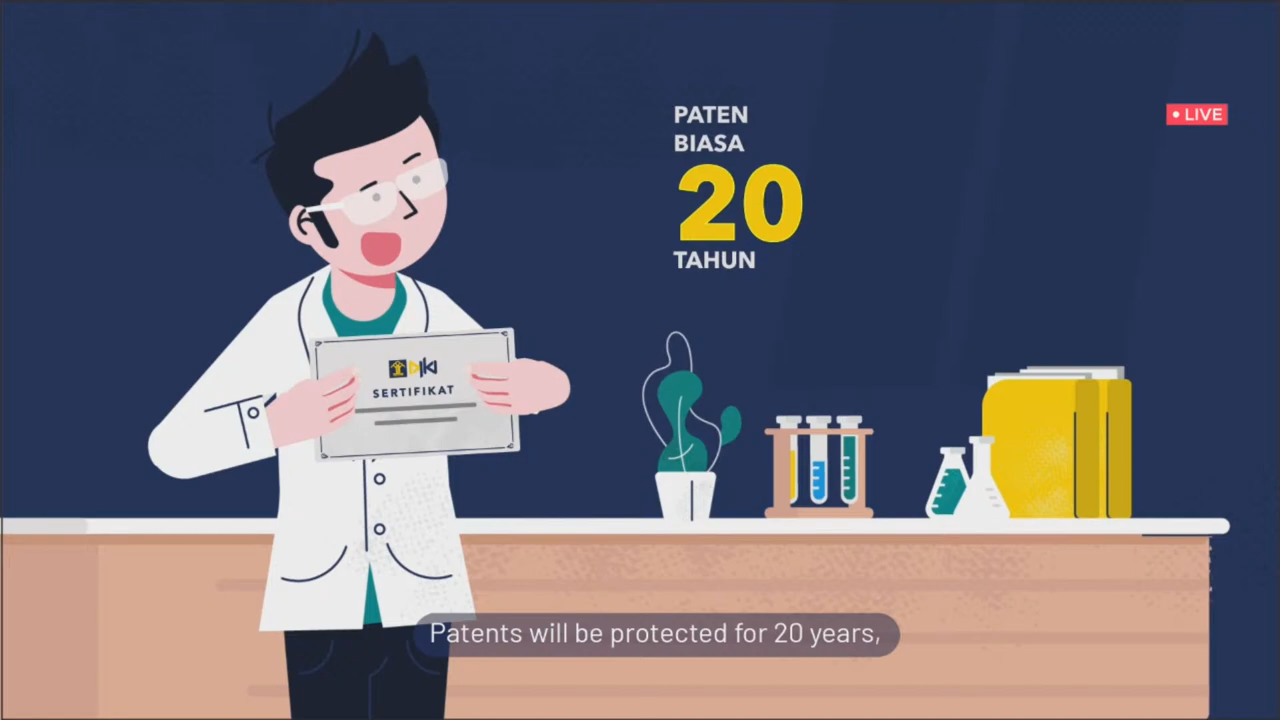 PATEN
BIASA
20
TAHUN
• LIVE
SERTIFIKAT
Patents will be protected for 20 years,